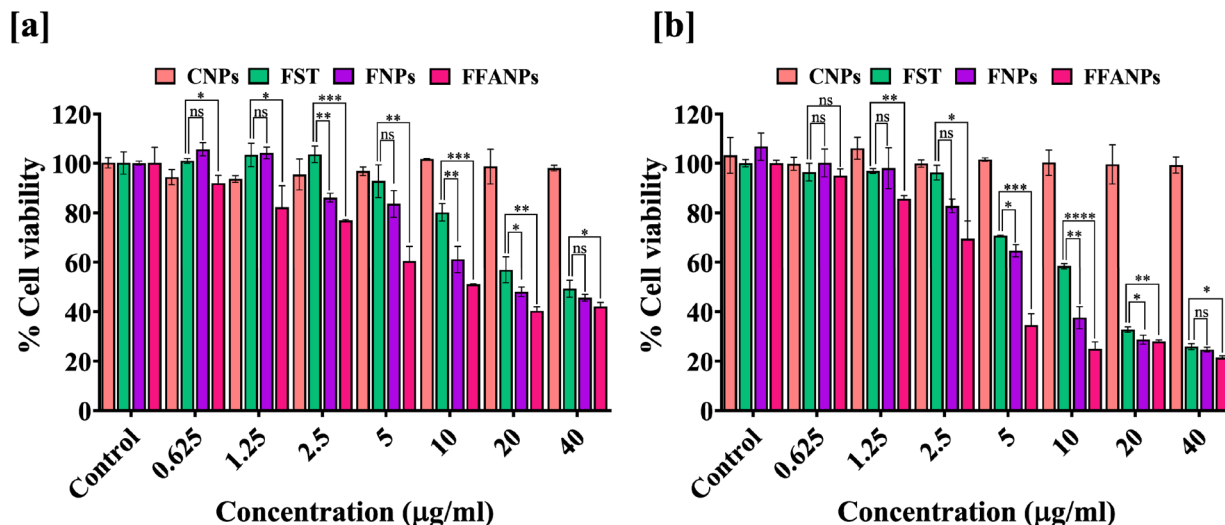 [a]
CNPs FST FNPs FFANPs
% Cell viability
120
100
80
60
40
20
0
* ns
* ns
*** **
** ns
*** **
** *
* ns
Control 0.625 1.25 2.5 5 10 20 40
Concentration (μg/ml)
[b]
CNPs FST FNPs FFANPs
% Cell viability
120
100
80
60
40
20
0
ns ns
** ns
* ns
*** *
**** **
** *
* ns
Control 0.625 1.25 2.5 5 10 20 40
Concentration (μg/ml)